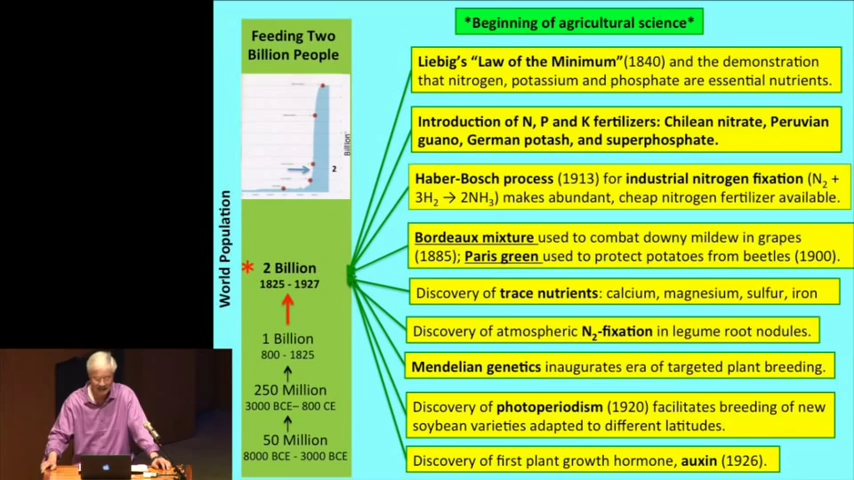 *Beginning of agricultural science*
Feeding Two
Billion People
Billion
2
World Population
* 2 Billion
1825 - 1927
1 Billion
800 - 1825
250 Million
3000 BCE– 800 CE
50 Million
8000 BCE - 3000 BCE
Liebig's "Law of the Minimum"(1840) and the demonstration
that nitrogen, potassium and phosphate are essential nutrients.
Introduction of N, P and K fertilizers: Chilean nitrate, Peruvian
guano, German potash, and superphosphate.
Haber-Bosch process (1913) for industrial nitrogen fixation (N₂ +
3H₂ → 2NH₃) makes abundant, cheap nitrogen fertilizer available.
Bordeaux mixture used to combat downy mildew in grapes
(1885); Paris green used to protect potatoes from beetles (1900).
Discovery of trace nutrients: calcium, magnesium, sulfur, iron
Discovery of atmospheric N₂-fixation in legume root nodules.
Mendelian genetics inaugurates era of targeted plant breeding.
Discovery of photoperiodism (1920) facilitates breeding of new
soybean varieties adapted to different latitudes.
Discovery of first plant growth hormone, auxin (1926).